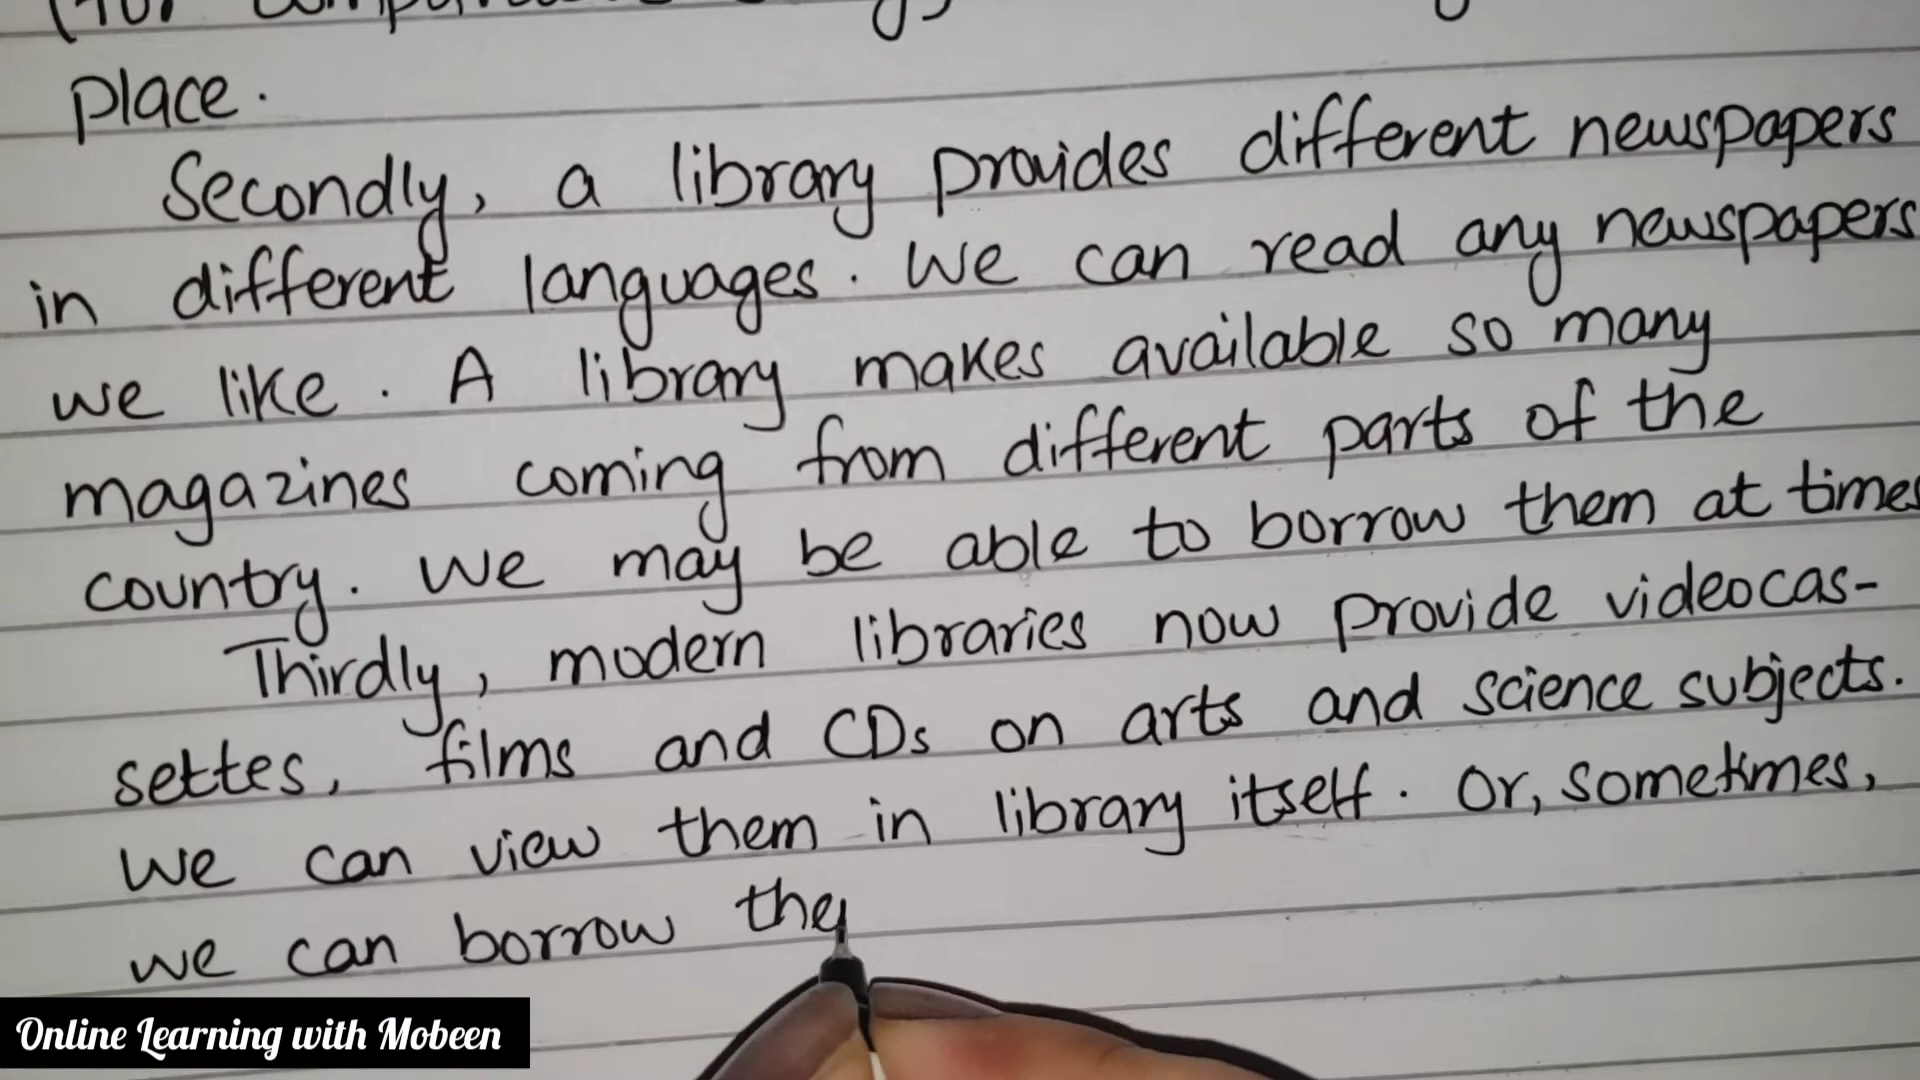 place.
Secondly, a library provides different newspapers
in different languages. We can read any newspapers
we like. A library makes available so many
magazines coming from different parts of the
country. We may be able to borrow them at times
Thirdly, modern libraries now provide videocas-
settes, films and CDs on arts and science subjects.
We can view them in library itself. Or, sometimes,
we can borrow the
Online Learning with Mobeen